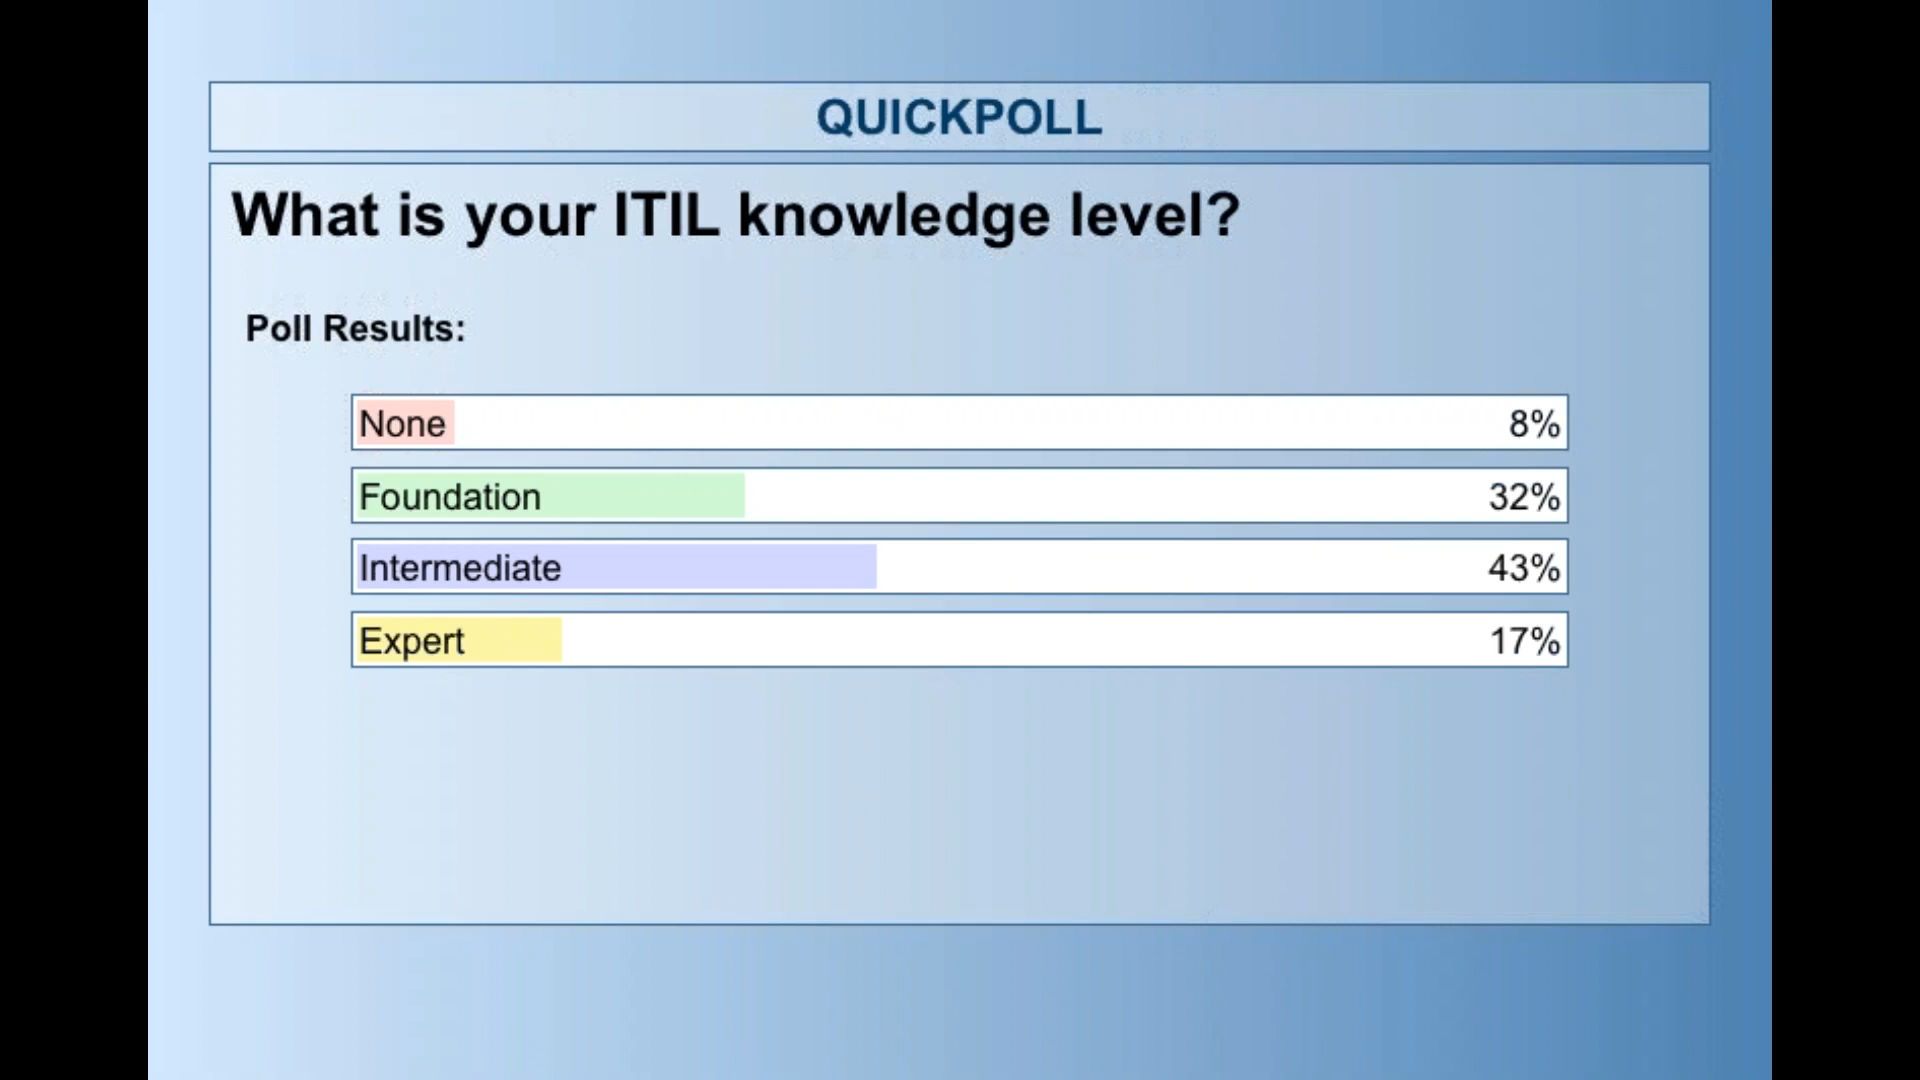 QUICKPOLL
What is your ITIL knowledge level?
Poll Results:
None 8%
Foundation 32%
Intermediate 43%
Expert 17%